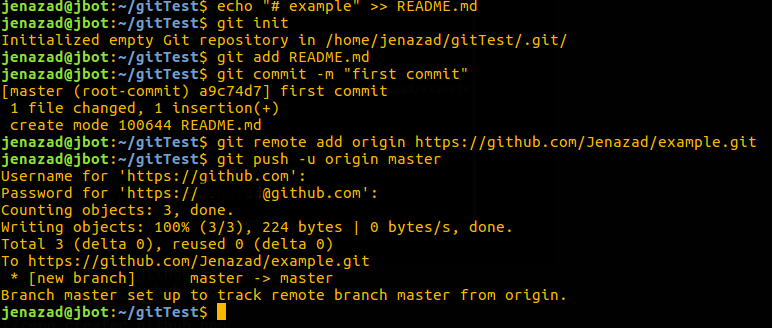 jenazad@jbot:~/gitTest$ echo "# example" >> README.md
jenazad@jbot:~/gitTest$ git init
Initialized empty Git repository in /home/jenazad/gitTest/.git/
jenazad@jbot:~/gitTest$ git add README.md
jenazad@jbot:~/gitTest$ git commit -m "first commit"
[master (root-commit) a9c74d7] first commit
 1 file changed, 1 insertion(+)
 create mode 100644 README.md
jenazad@jbot:~/gitTest$ git remote add origin https://github.com/Jenazad/example.git
jenazad@jbot:~/gitTest$ git push -u origin master
Username for 'https://github.com':
Password for 'https://        @github.com':
Counting objects: 3, done.
Writing objects: 100% (3/3), 224 bytes | 0 bytes/s, done.
Total 3 (delta 0), reused 0 (delta 0)
To https://github.com/Jenazad/example.git
 * [new branch]      master -> master
Branch master set up to track remote branch master from origin.
jenazad@jbot:~/gitTest$